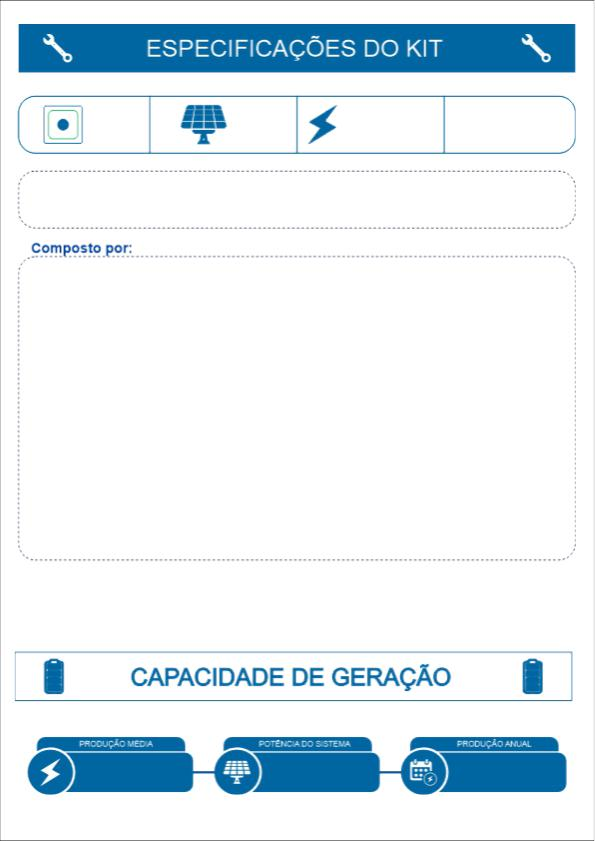 ESPECIFICAÇÕES DO KIT
Composto por:
CAPACIDADE DE GERAÇÃO
PRODUÇÃO MÉDIA
POTÊNCIA DO SISTEMA
PRODUÇÃO ANUAL